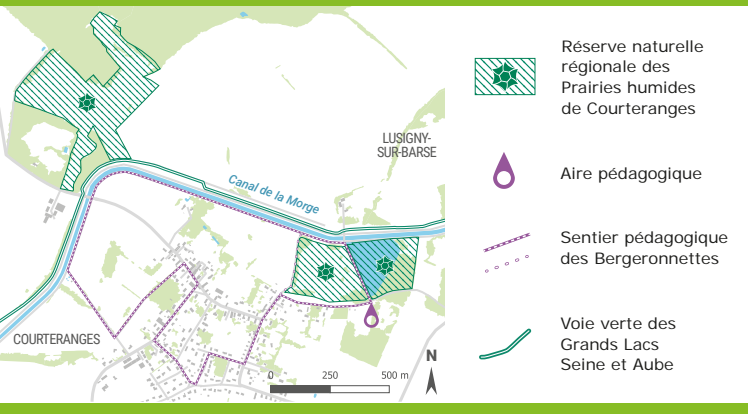 LUSIGNY-
SUR-BARSE
Canal de la Morge
COURTERANGES
N
0 250 500 m
Réserve naturelle
régionale des
Prairies humides
de Courteranges
Aire pédagogique
Sentier pédagogique
des Bergeronnettes
Voie verte des
Grands Lacs
Seine et Aube